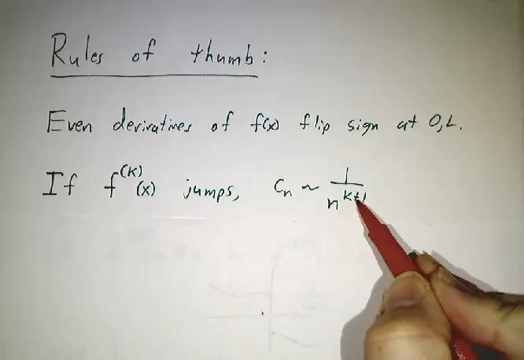 Rules of thumb:
Even derivatives of f(x) flip sign at 0, L.
If f^(k)(x) jumps, c_n ~ 1/n^(k+1)